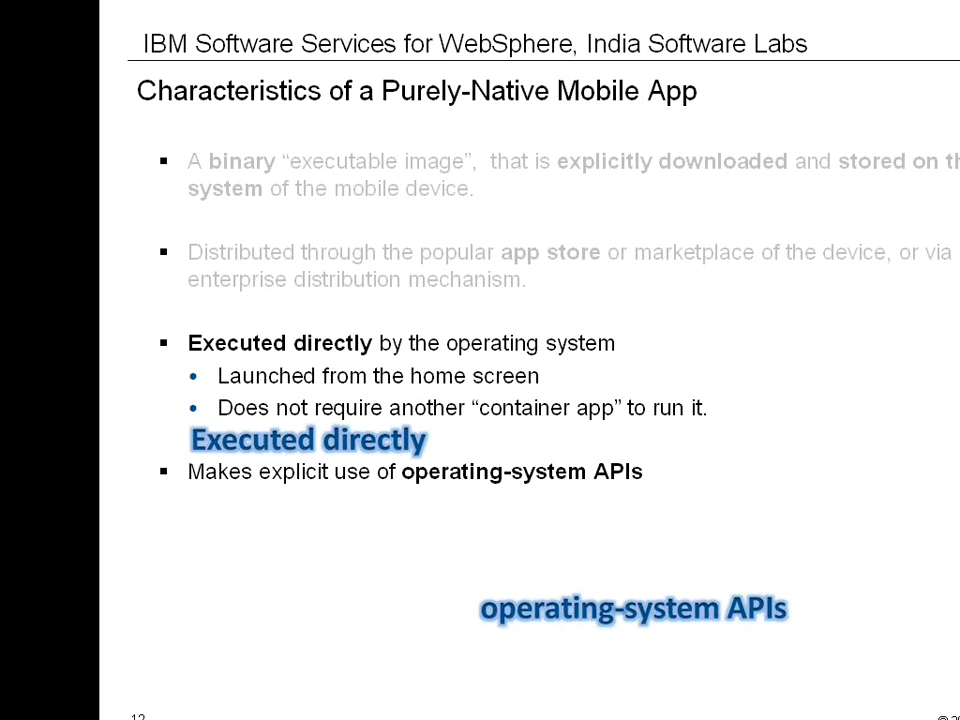 IBM Software Services for WebSphere, India Software Labs
Characteristics of a Purely-Native Mobile App
▪ A binary “executable image”, that is explicitly downloaded and stored on th
system of the mobile device.
▪ Distributed through the popular app store or marketplace of the device, or via
enterprise distribution mechanism.
▪ Executed directly by the operating system
• Launched from the home screen
• Does not require another “container app” to run it.
Executed directly
▪ Makes explicit use of operating-system APIs
operating-system APIs
12